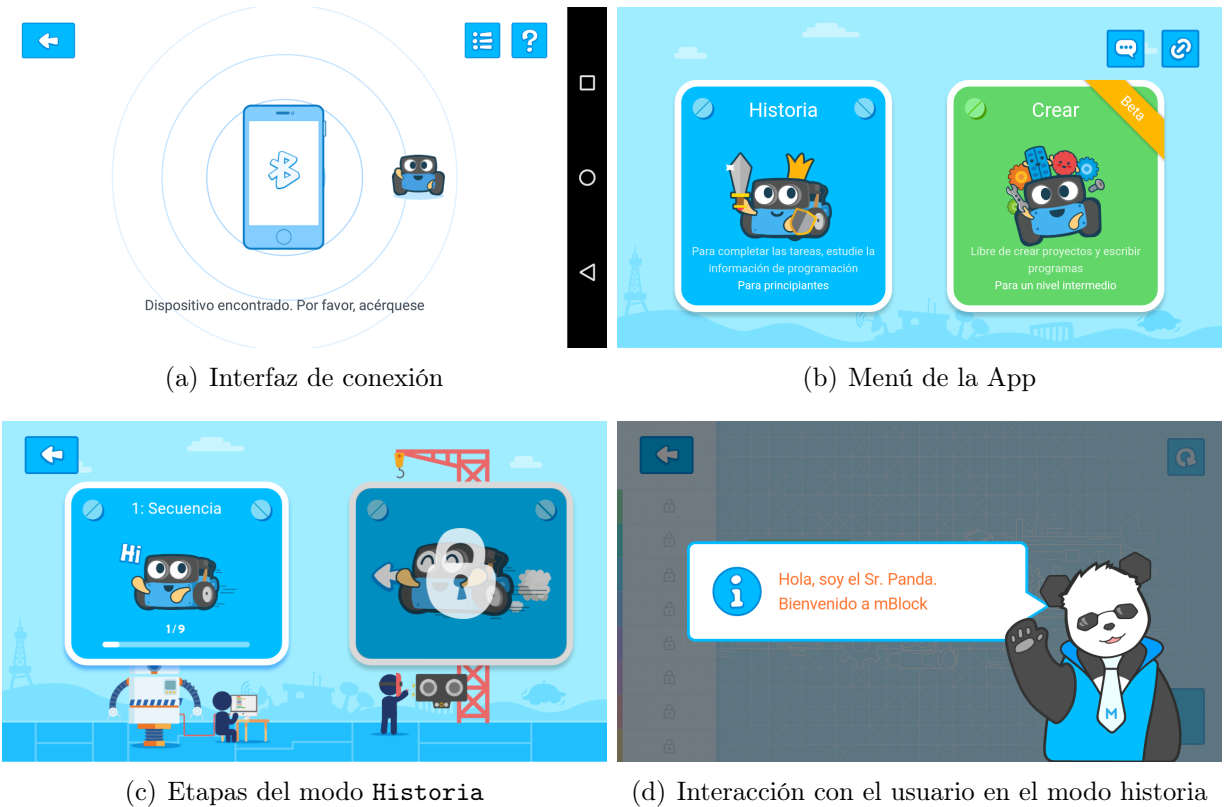 Dispositivo encontrado. Por favor, acérquese
(a) Interfaz de conexión
Historia
Para completar las tareas, estudie la
información de programación
Para principiantes
Crear
Beta
Libre de crear proyectos y escribir
programas
Para un nivel intermedio
(b) Menú de la App
1: Secuencia
Hi
1/9
(c) Etapas del modo Historia
Hola, soy el Sr. Panda.
Bienvenido a mBlock
M
(d) Interacción con el usuario en el modo historia